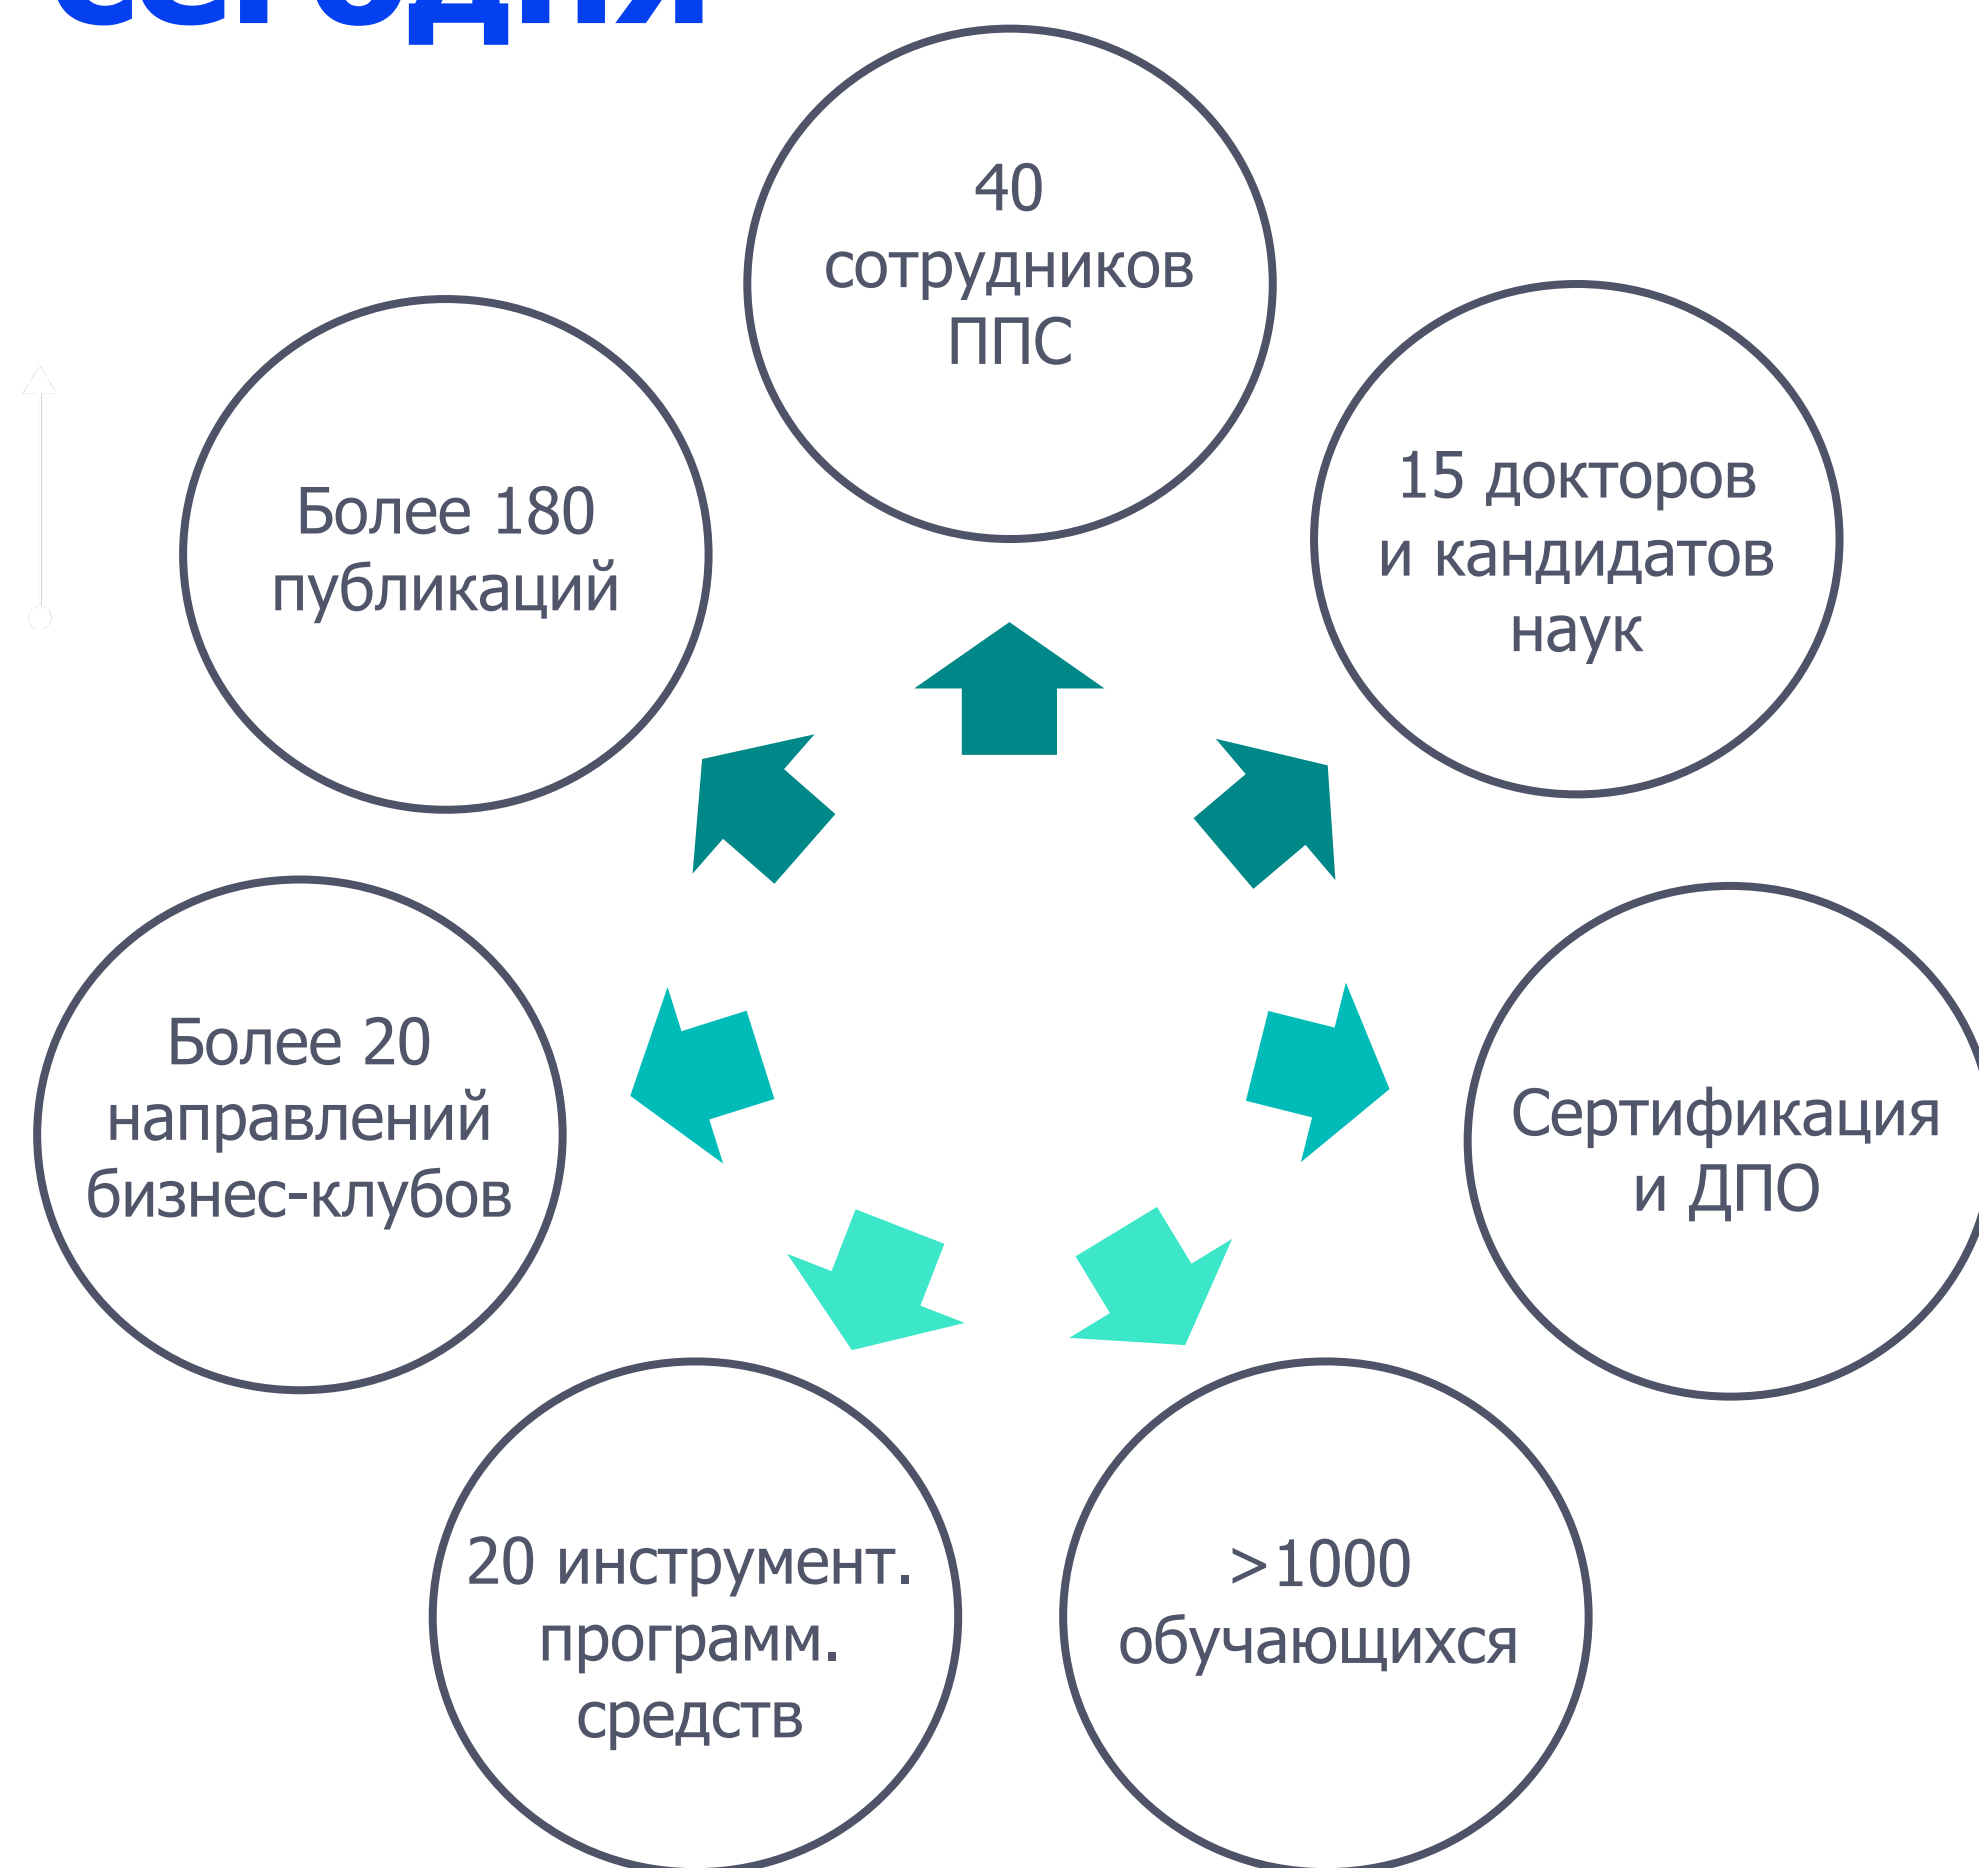 сегодня
40
сотрудников
ППС
15 докторов
и кандидатов
наук
Сертификация
и ДПО
>1000
обучающихся
20 инструмент.
программ.
средств
Более 20
направлений
бизнес-клубов
Более 180
публикаций